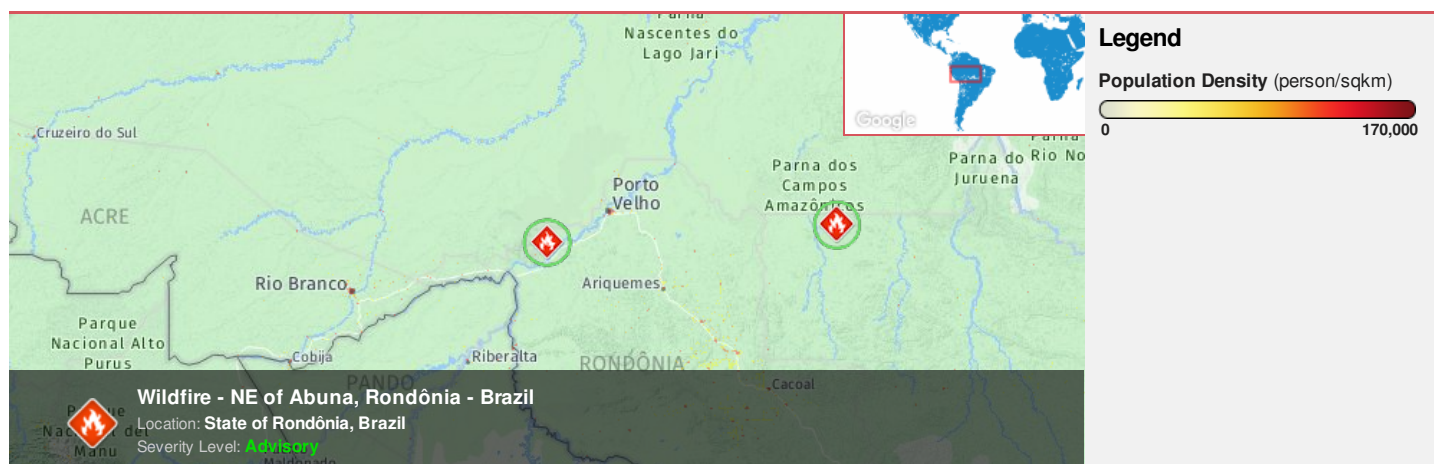 Parna
Nascentes do
Lago Jari
Google
Cruzeiro do Sul
Parna dos
Campos
Amazônicos
Parna do
Juruena
Rio No
Porto
Velho
ACRE
Rio Branco
Ariquemes
Parque
Nacional Alto
Purus
Cobija
Riberalta
RONDÔNIA
PANDO
Cacoal
Wildfire - NE of Abuna, Rondônia - Brazil
Location: State of Rondônia, Brazil
Severity Level: Advisory
Manu
Legend
Population Density (person/sqkm)
0 170,000